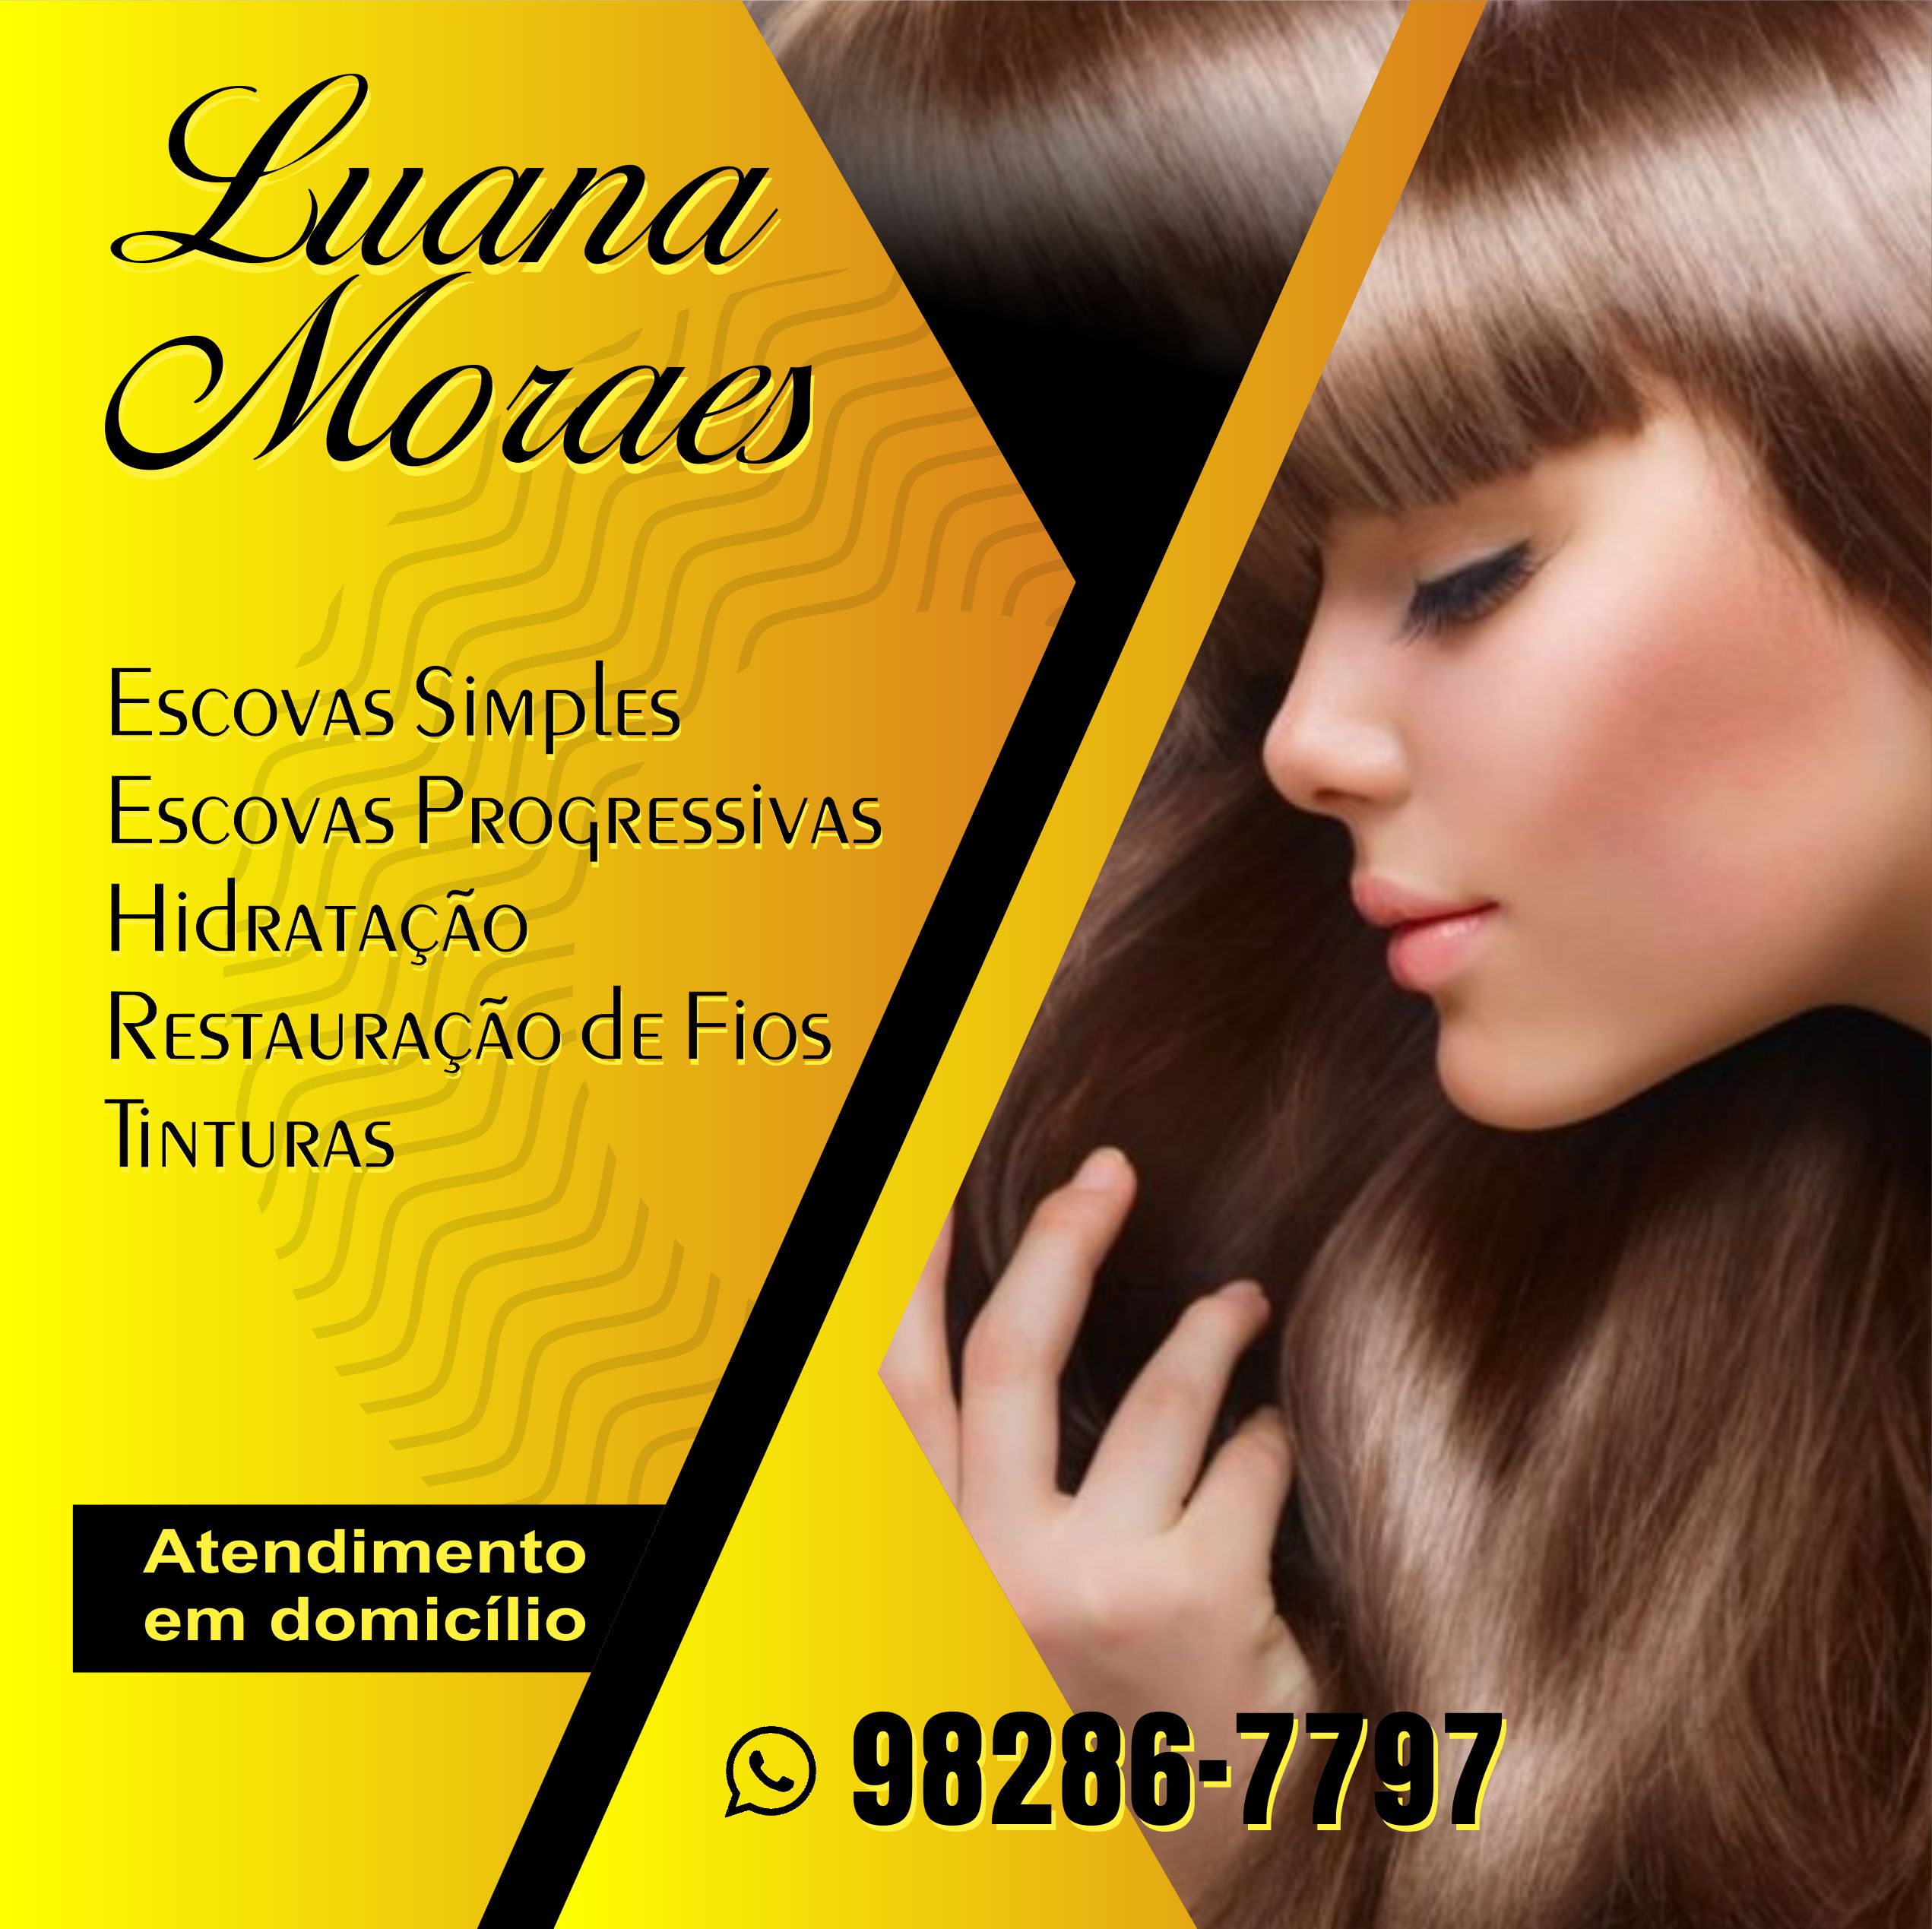 Luana
Moraes
Escovas Simples
Escovas Progressivas
Hidratação
Restauração de Fios
Tinturas
Atendimento
em domicílio
98286-7797